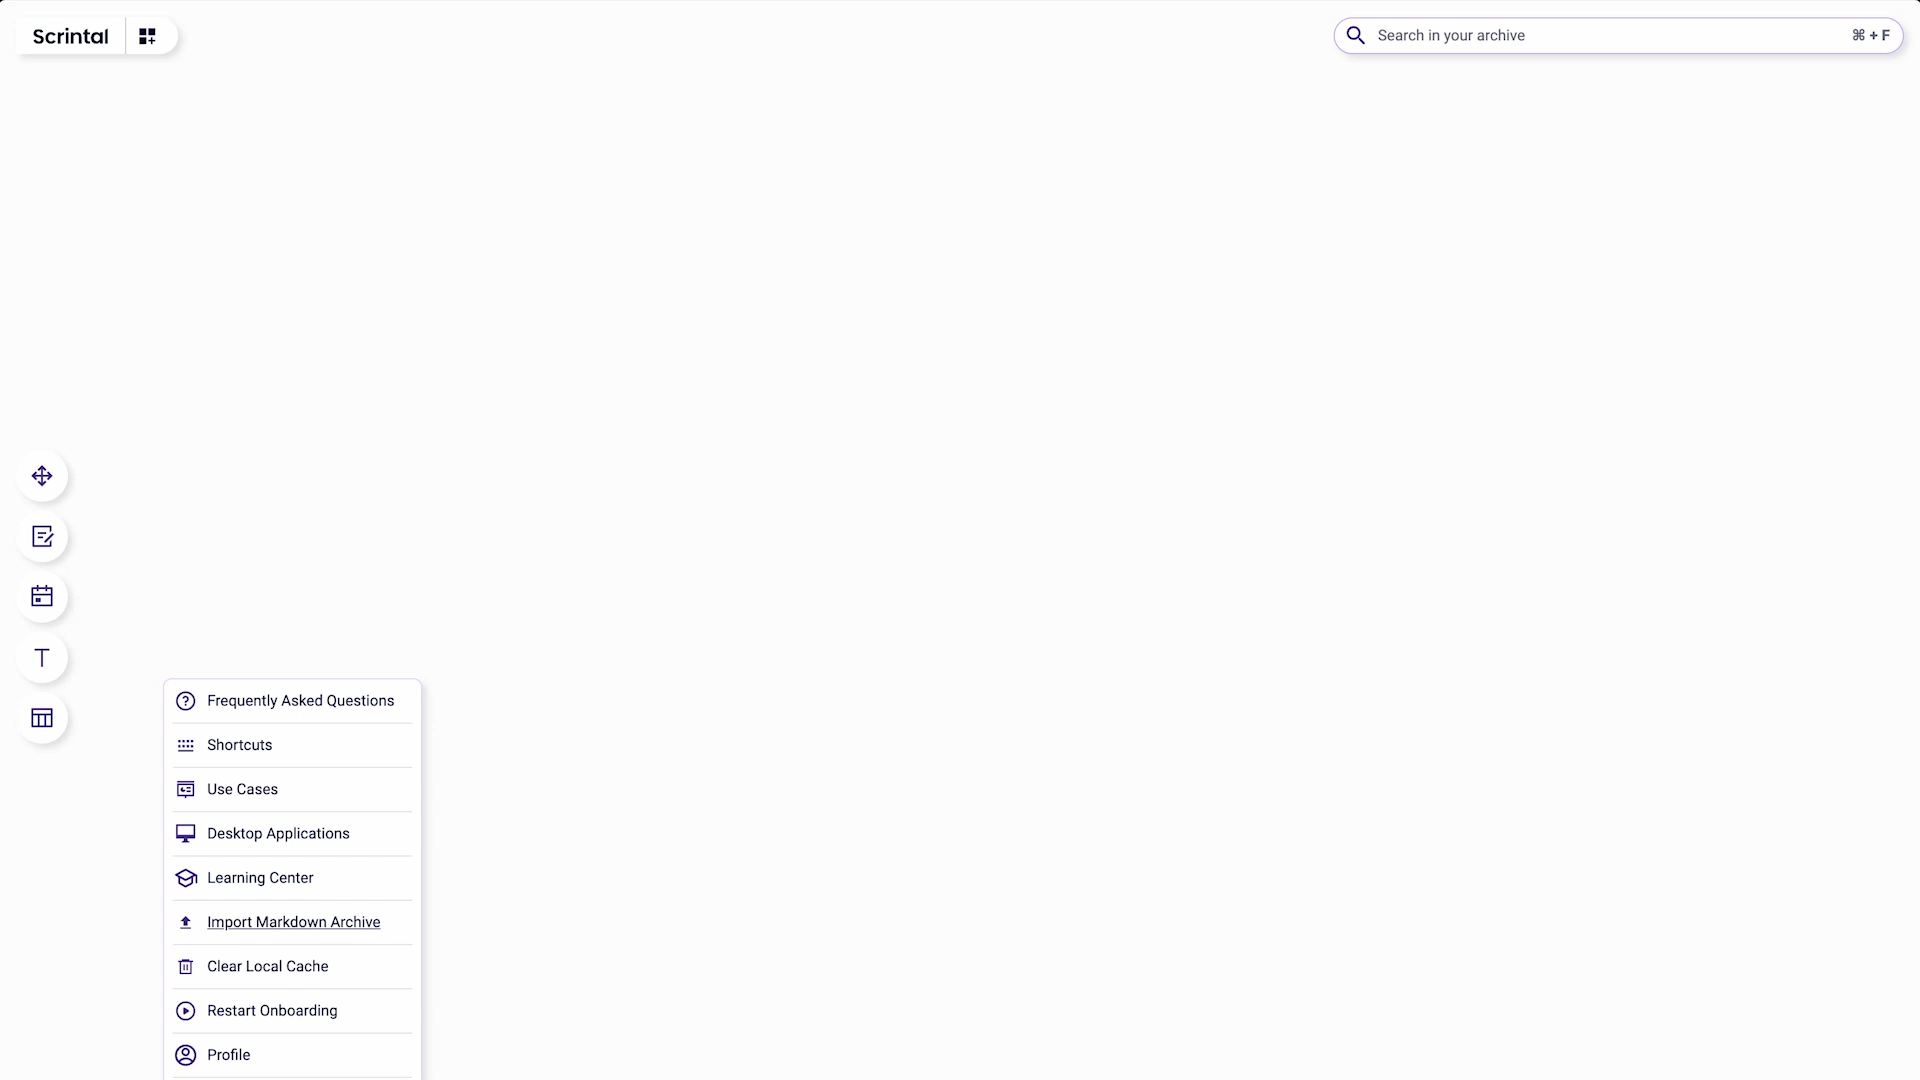 Scrintal
Search in your archive
⌘ + F
T
Frequently Asked Questions
Shortcuts
Use Cases
Desktop Applications
Learning Center
Import Markdown Archive
Clear Local Cache
Restart Onboarding
Profile